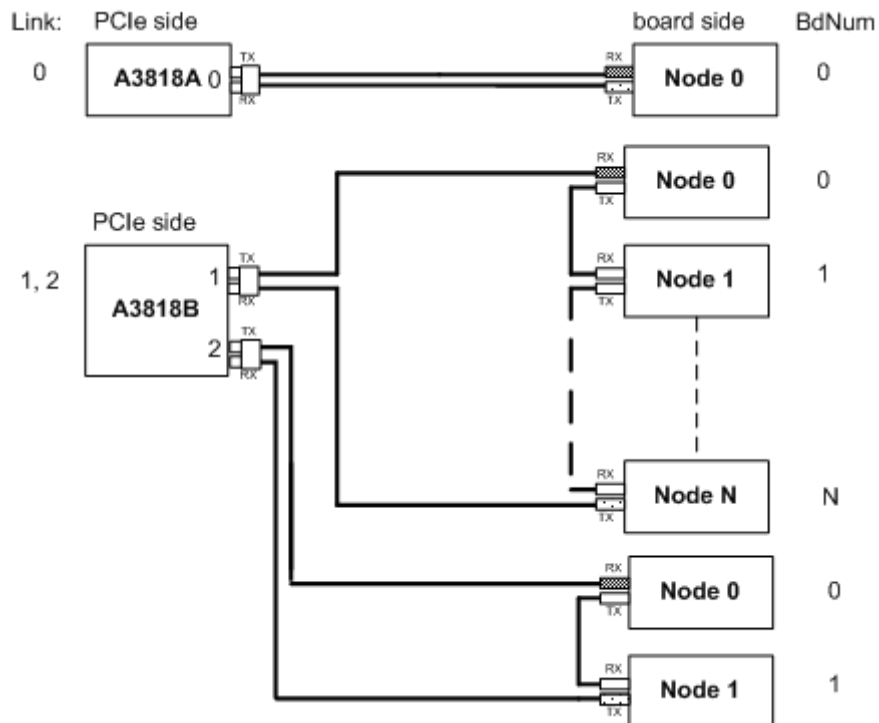 Link: PCIe side board side BdNum
TX RX
0 A3818A 0 Node 0 0
RX TX
RX
Node 0 0
TX
PCIe side
RX
TX
1, 2 1 Node 1 1
RX TX
A3818B
TX
2
RX
RX
Node N N
TX
RX
Node 0 0
TX
RX
Node 1 1
TX